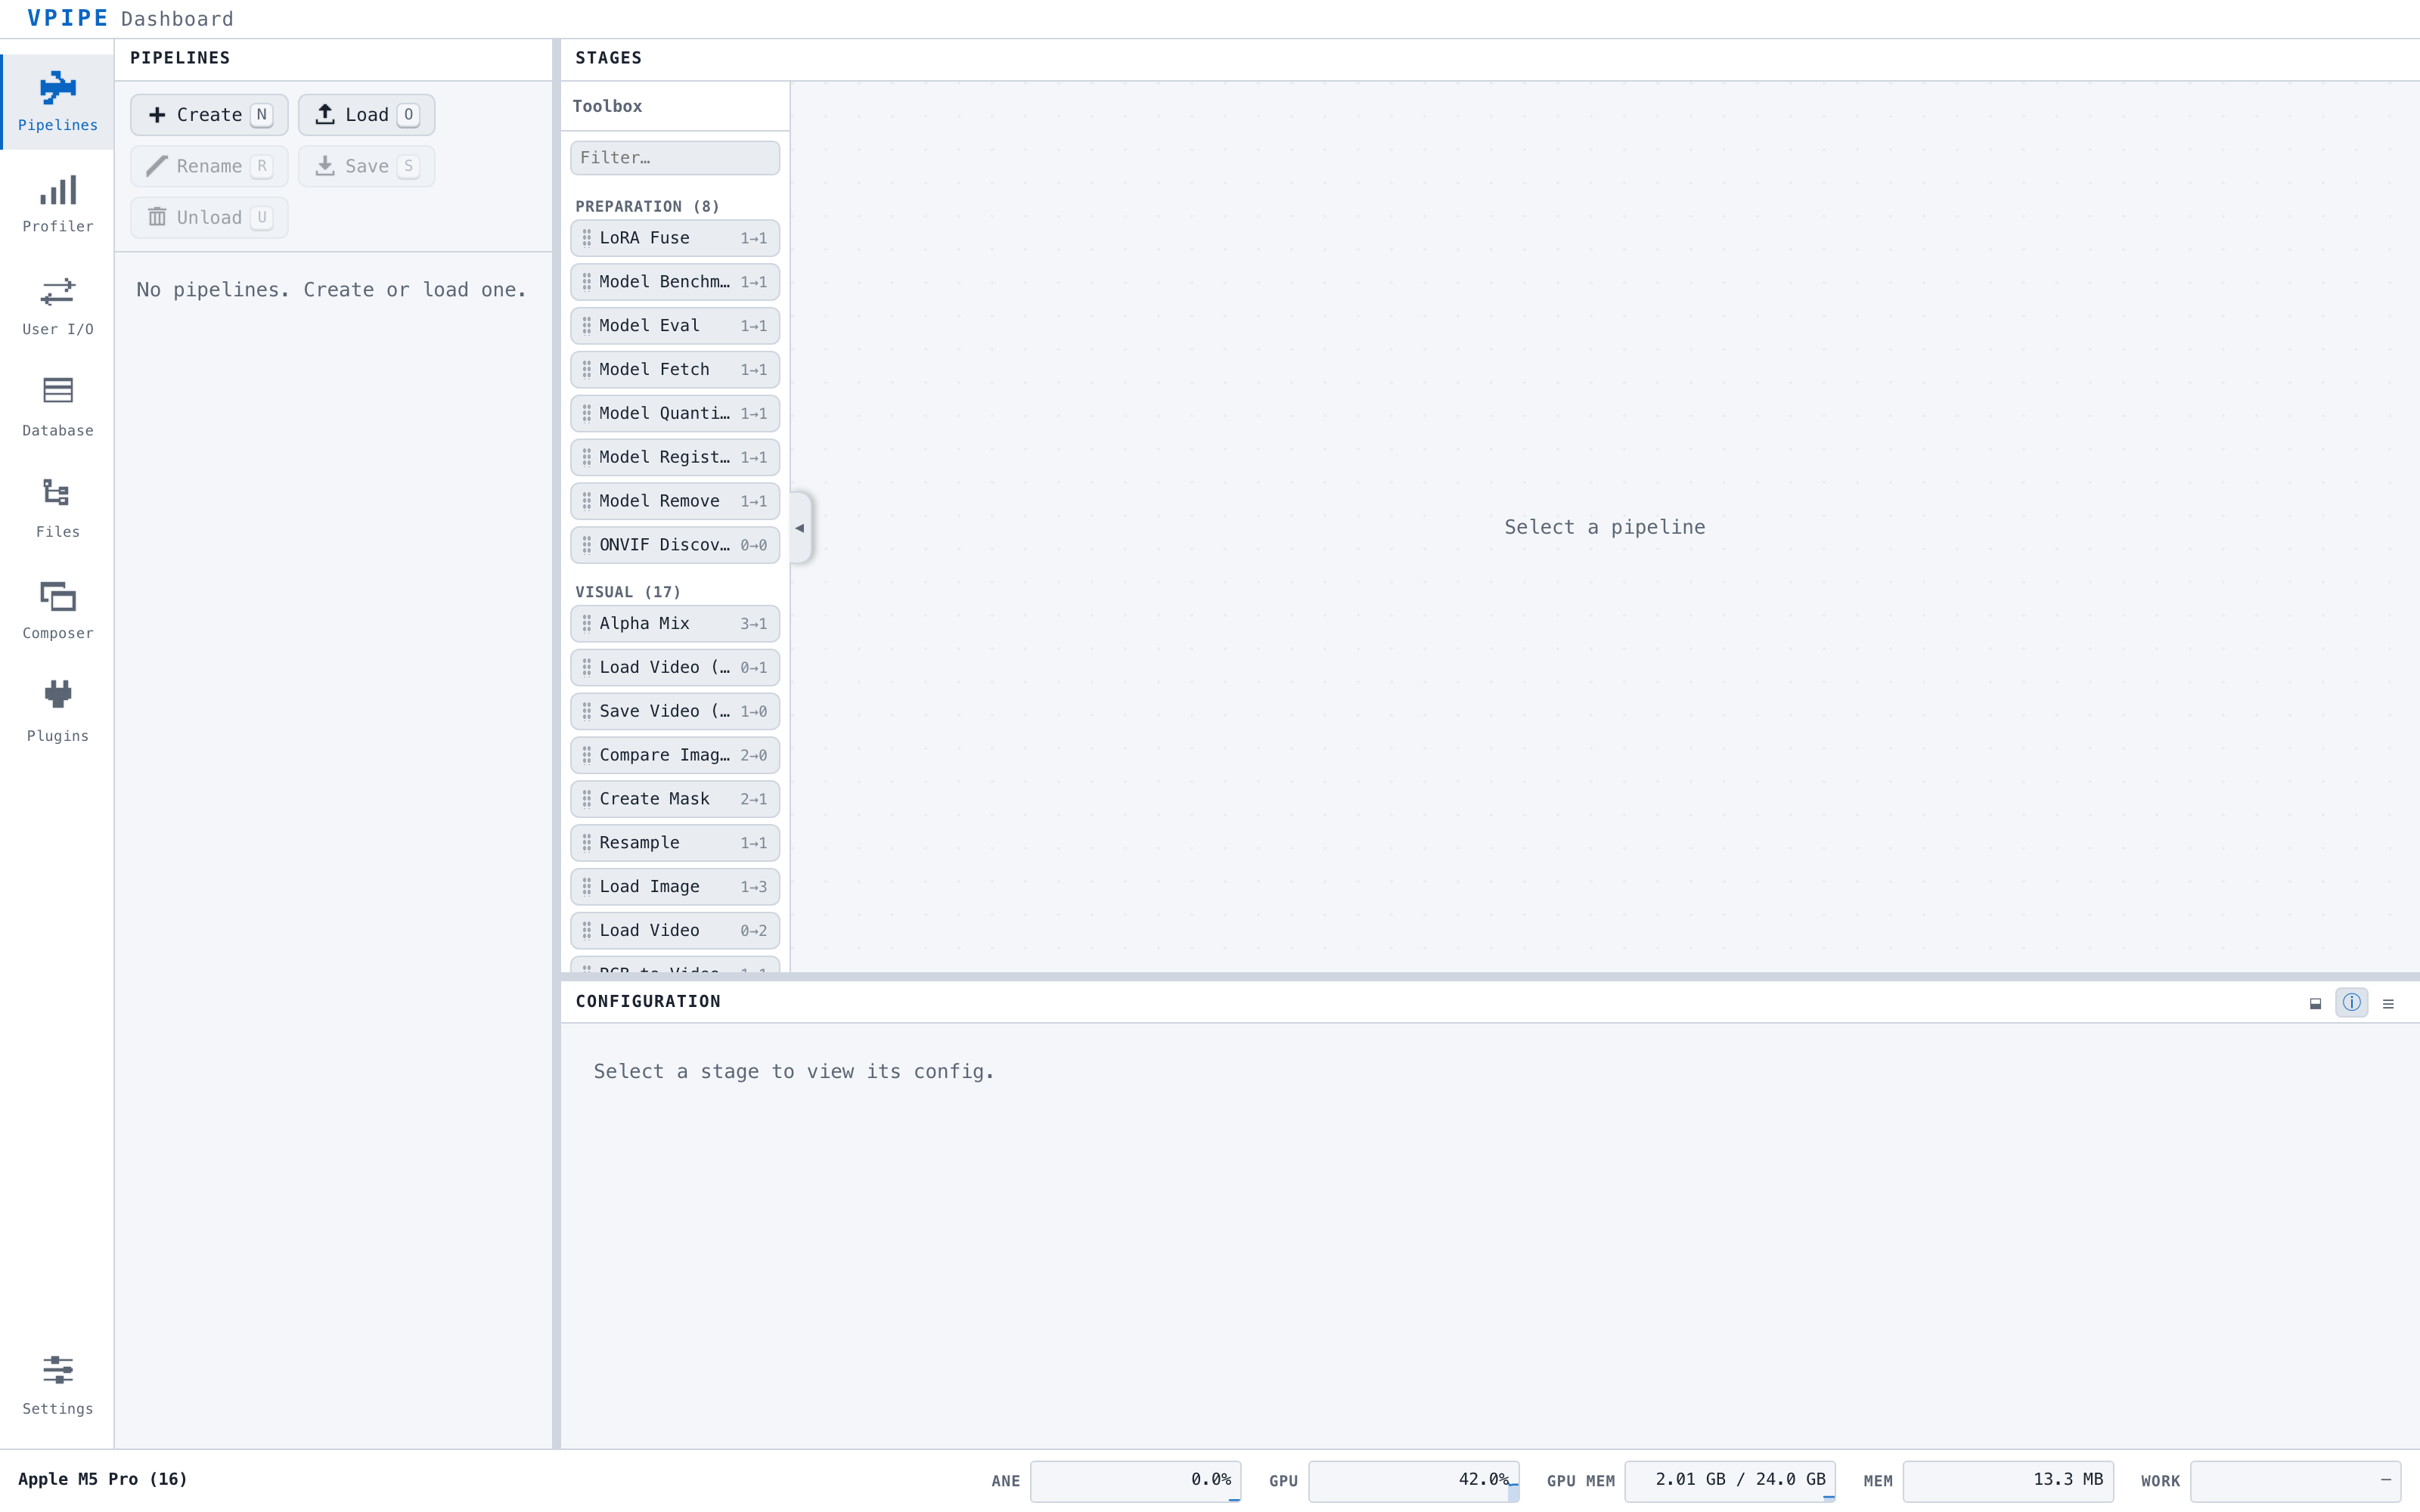 VPIPE Dashboard
PIPELINES
STAGES
Pipelines
Profiler
User I/O
Database
Files
Composer
Plugins
Settings
Create N
Load O
Rename R
Save S
Unload U
No pipelines. Create or load one.
Toolbox
Filter…
PREPARATION (8)
LoRA Fuse 1→1
Model Benchm… 1→1
Model Eval 1→1
Model Fetch 1→1
Model Quanti… 1→1
Model Regist… 1→1
Model Remove 1→1
ONVIF Discov… 0→0
VISUAL (17)
Alpha Mix 3→1
Load Video (… 0→1
Save Video (… 1→0
Compare Imag… 2→0
Create Mask 2→1
Resample 1→1
Load Image 1→3
Load Video 0→2
RGB to Video 1→1
Select a pipeline
CONFIGURATION
Select a stage to view its config.
Apple M5 Pro (16)
ANE 0.0%
GPU 42.0%
GPU MEM 2.01 GB / 24.0 GB
MEM 13.3 MB
WORK —